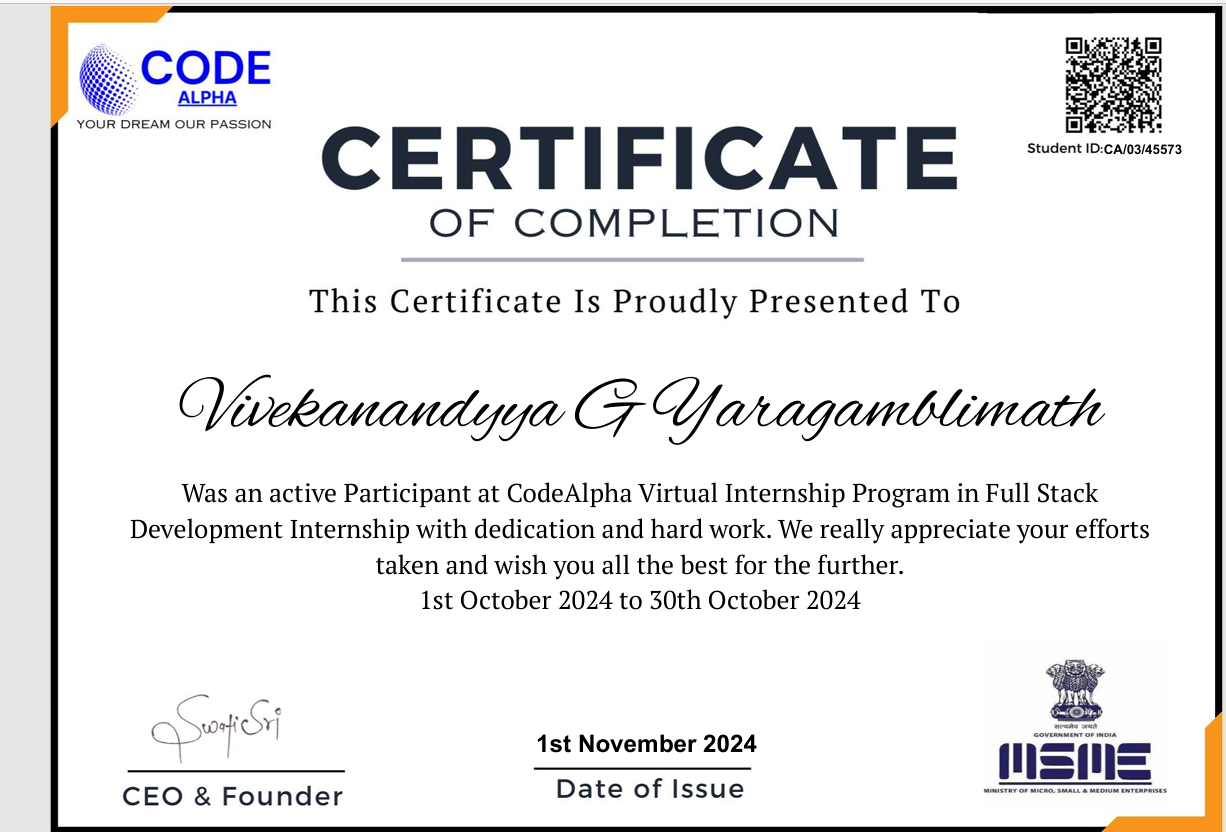 CODE
ALPHA
YOUR DREAM OUR PASSION
Student ID:CA/03/45573
CERTIFICATE
OF COMPLETION
This Certificate Is Proudly Presented To
Vivekanandyya G Yaragamblimath
Was an active Participant at CodeAlpha Virtual Internship Program in Full Stack
Development Internship with dedication and hard work. We really appreciate your efforts
taken and wish you all the best for the further.
1st October 2024 to 30th October 2024
Swati Sri
CEO & Founder
1st November 2024
Date of Issue
सत्यमेव जयते
GOVERNMENT OF INDIA
MSME
MINISTRY OF MICRO, SMALL & MEDIUM ENTERPRISES